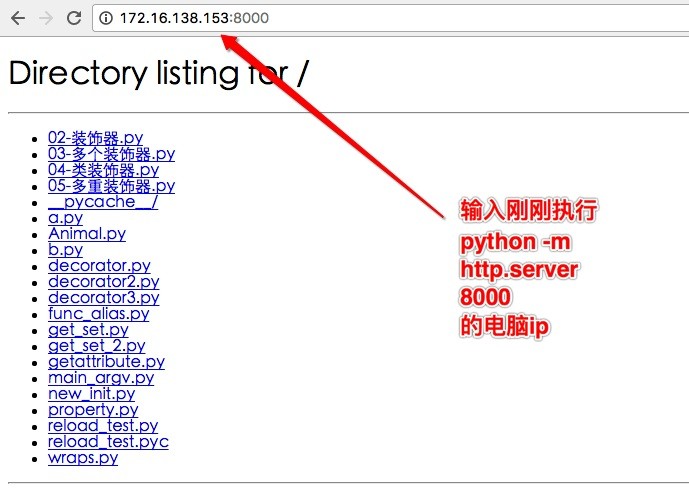 172.16.138.153:8000
Directory listing for /
02-装饰器.py
03-多个装饰器.py
04-类装饰器.py
05-多重装饰器.py
__pycache__/
a.py
Animal.py
b.py
decorator.py
decorator2.py
decorator3.py
func_alias.py
get_set.py
get_set_2.py
getattribute.py
main_argv.py
new_init.py
property.py
reload_test.py
reload_test.pyc
wraps.py
输入刚刚执行
python -m
http.server
8000
的电脑ip